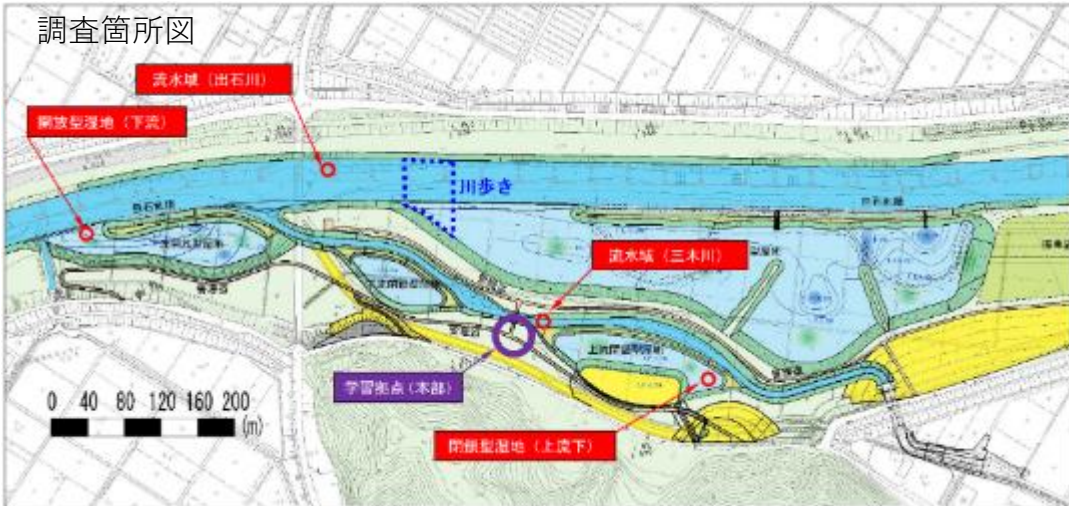 調査箇所図
流水域（出石川）
開放型湿地（下流）
川歩き
流水域（三木川）
学習拠点（本部）
0 40 80 120 160 200
(m)
閉鎖型湿地（上流下）